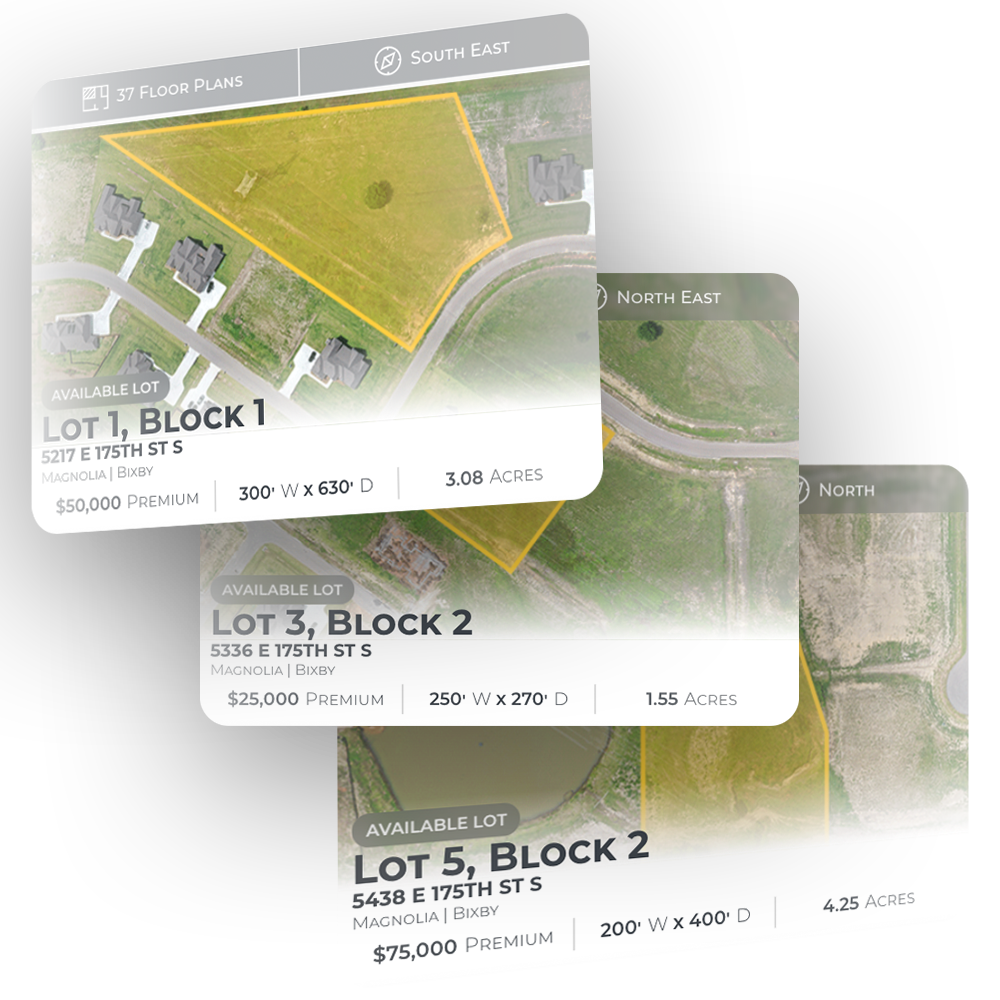 37 Floor Plans
South East
AVAILABLE LOT
Lot 1, Block 1
5217 E 175TH ST S
Magnolia | Bixby
$50,000 Premium
300' W x 630' D
3.08 Acres
North East
AVAILABLE LOT
Lot 3, Block 2
5336 E 175TH ST S
Magnolia | Bixby
$25,000 Premium
250' W x 270' D
1.55 Acres
North
AVAILABLE LOT
Lot 5, Block 2
5438 E 175TH ST S
Magnolia | Bixby
$75,000 Premium
200' W x 400' D
4.25 Acres